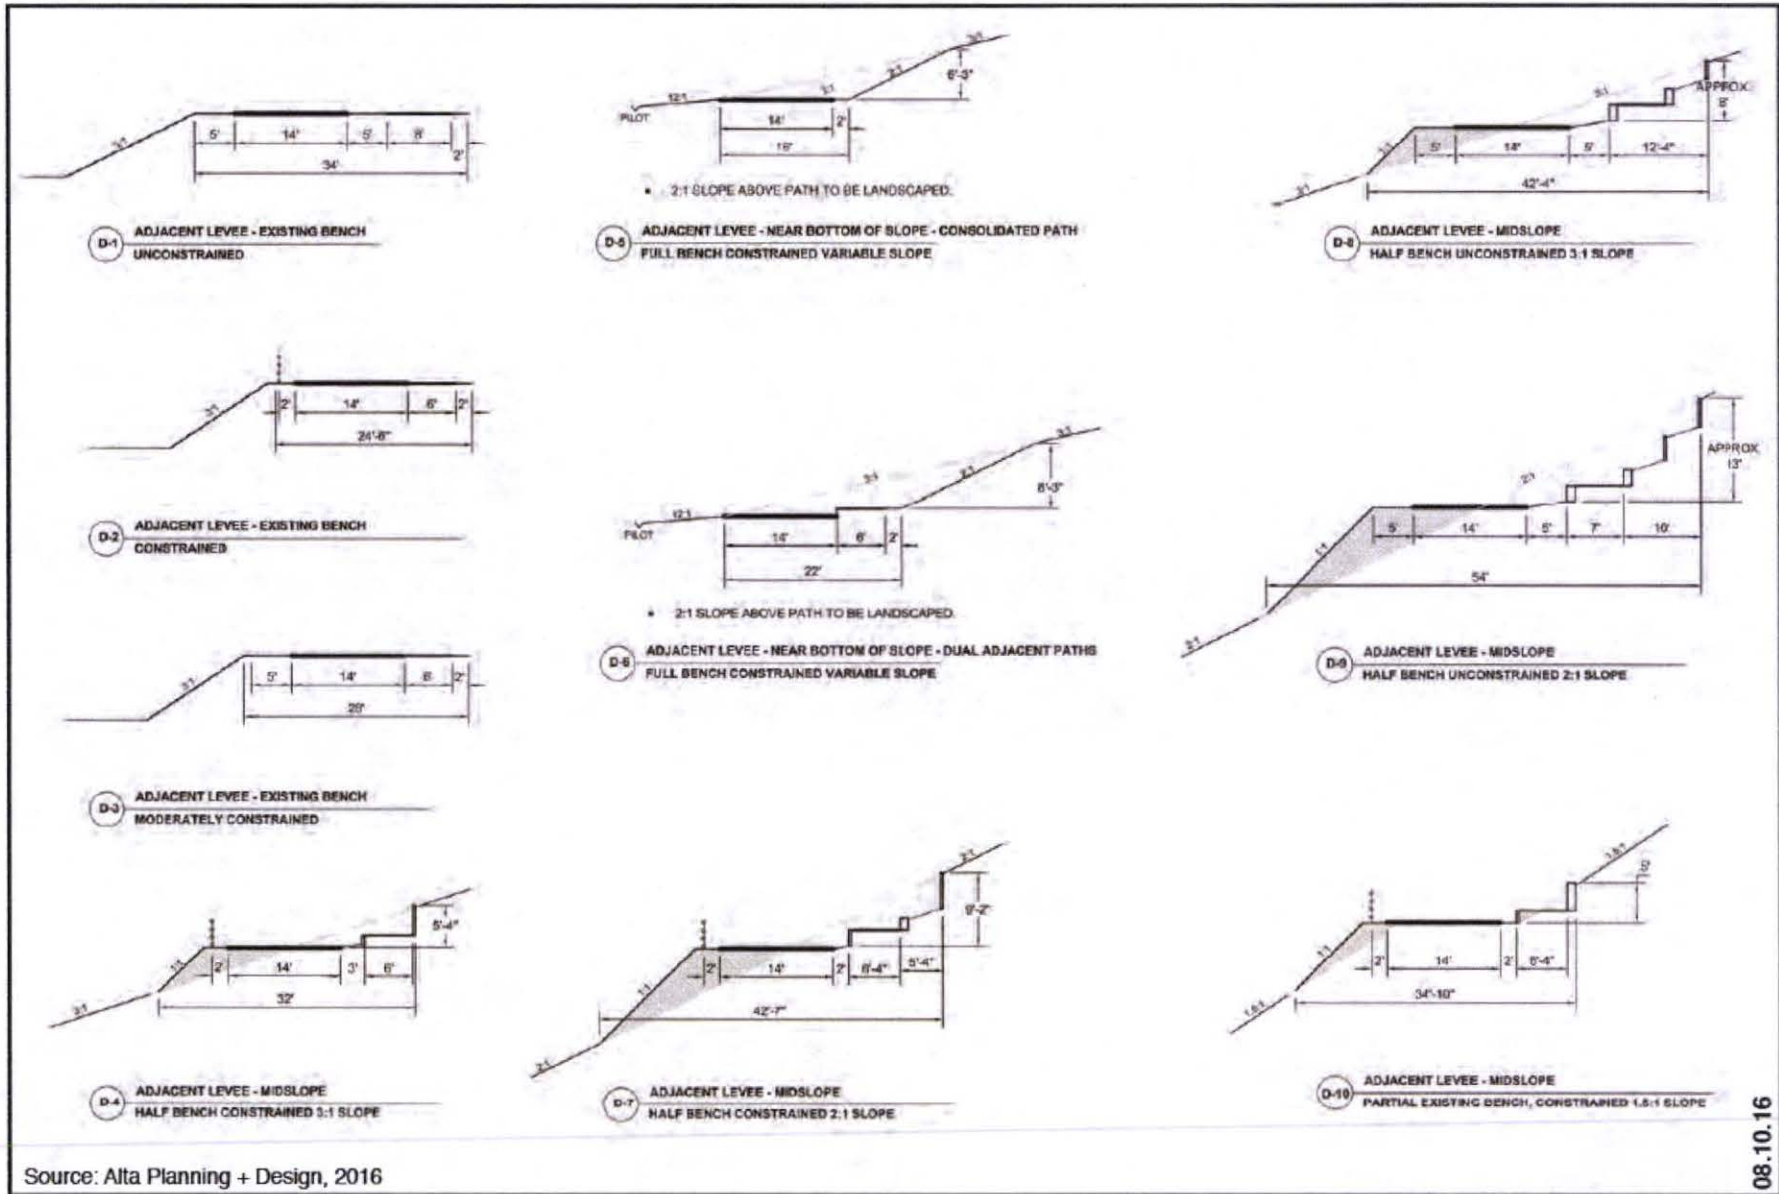 3:1
5'
14'
5'
8'
2'
34'
D-1
ADJACENT LEVEE - EXISTING BENCH
UNCONSTRAINED
3:1
2'
14'
6'
2'
24'-6"
D-2
ADJACENT LEVEE - EXISTING BENCH
CONSTRAINED
3:1
5'
14'
6'
2'
28'
D-3
ADJACENT LEVEE - EXISTING BENCH
MODERATELY CONSTRAINED
3:1
1:1
2'
14'
3'
6'
5'-4"
32'
D-4
ADJACENT LEVEE - MIDSLOPE
HALF BENCH CONSTRAINED 3:1 SLOPE
PILOT
12:1
2:1
3:1
6'-3"
14'
2'
16'
• 2:1 SLOPE ABOVE PATH TO BE LANDSCAPED.
D-5
ADJACENT LEVEE - NEAR BOTTOM OF SLOPE - CONSOLIDATED PATH
FULL BENCH CONSTRAINED VARIABLE SLOPE
PILOT
12:1
3:1
2:1
3:1
8'-3"
14'
6'
2'
22'
• 2:1 SLOPE ABOVE PATH TO BE LANDSCAPED.
D-6
ADJACENT LEVEE - NEAR BOTTOM OF SLOPE - DUAL ADJACENT PATHS
FULL BENCH CONSTRAINED VARIABLE SLOPE
2:1
1:1
2'
14'
2'
6'-4"
5'-4"
9'-2"
2:1
42'-7"
D-7
ADJACENT LEVEE - MIDSLOPE
HALF BENCH CONSTRAINED 2:1 SLOPE
3:1
1:1
5'
14'
5'
12'-4"
3:1
APPROX.
8'
42'-4"
D-8
ADJACENT LEVEE - MIDSLOPE
HALF BENCH UNCONSTRAINED 3:1 SLOPE
2:1
1:1
5'
14'
5'
7'
10'
2:1
APPROX.
13'
54'
D-9
ADJACENT LEVEE - MIDSLOPE
HALF BENCH UNCONSTRAINED 2:1 SLOPE
1.5:1
1:1
2'
14'
2'
6'-4"
1.5:1
34'-10"
D-10
ADJACENT LEVEE - MIDSLOPE
PARTIAL EXISTING BENCH, CONSTRAINED 1.5:1 SLOPE
Source: Alta Planning + Design, 2016
08.10.16